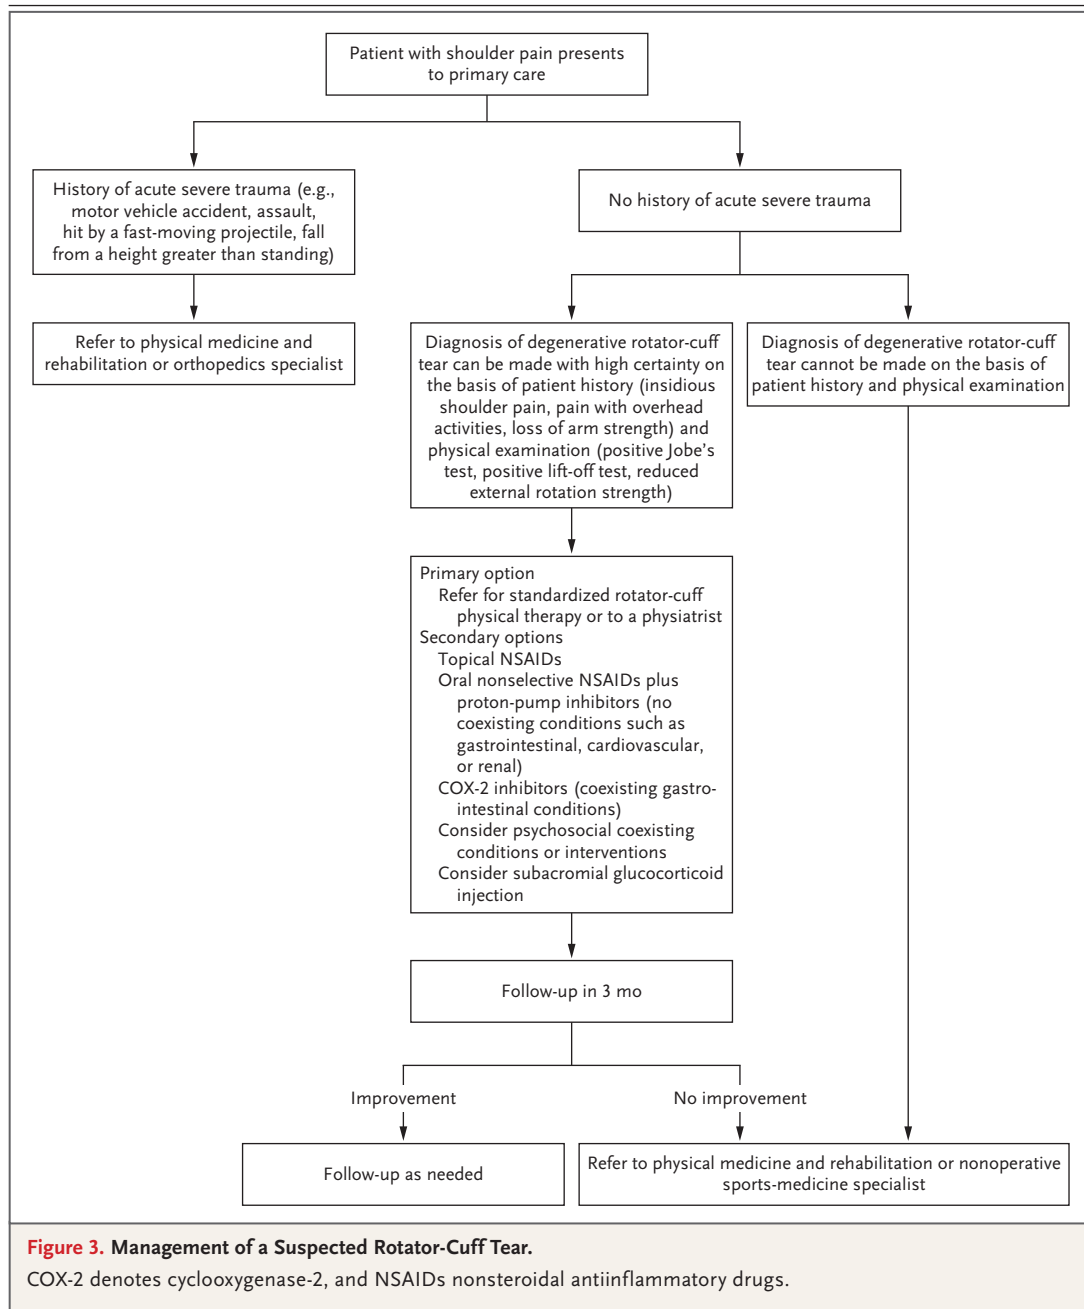 Patient with shoulder pain presents
to primary care
History of acute severe trauma (e.g.,
motor vehicle accident, assault,
hit by a fast-moving projectile, fall
from a height greater than standing)
No history of acute severe trauma
Refer to physical medicine and
rehabilitation or orthopedics specialist
Diagnosis of degenerative rotator-cuff
tear can be made with high certainty on
the basis of patient history (insidious
shoulder pain, pain with overhead
activities, loss of arm strength) and
physical examination (positive Jobe's
test, positive lift-off test, reduced
external rotation strength)
Diagnosis of degenerative rotator-cuff
tear cannot be made on the basis of
patient history and physical examination
Primary option
Refer for standardized rotator-cuff
physical therapy or to a physiatrist
Secondary options
Topical NSAIDs
Oral nonselective NSAIDs plus
proton-pump inhibitors (no
coexisting conditions such as
gastrointestinal, cardiovascular,
or renal)
COX-2 inhibitors (coexisting gastro-
intestinal conditions)
Consider psychosocial coexisting
conditions or interventions
Consider subacromial glucocorticoid
injection
Follow-up in 3 mo
Improvement
No improvement
Follow-up as needed
Refer to physical medicine and rehabilitation or nonoperative
sports-medicine specialist
Figure 3. Management of a Suspected Rotator-Cuff Tear.
COX-2 denotes cyclooxygenase-2, and NSAIDs nonsteroidal antiinflammatory drugs.